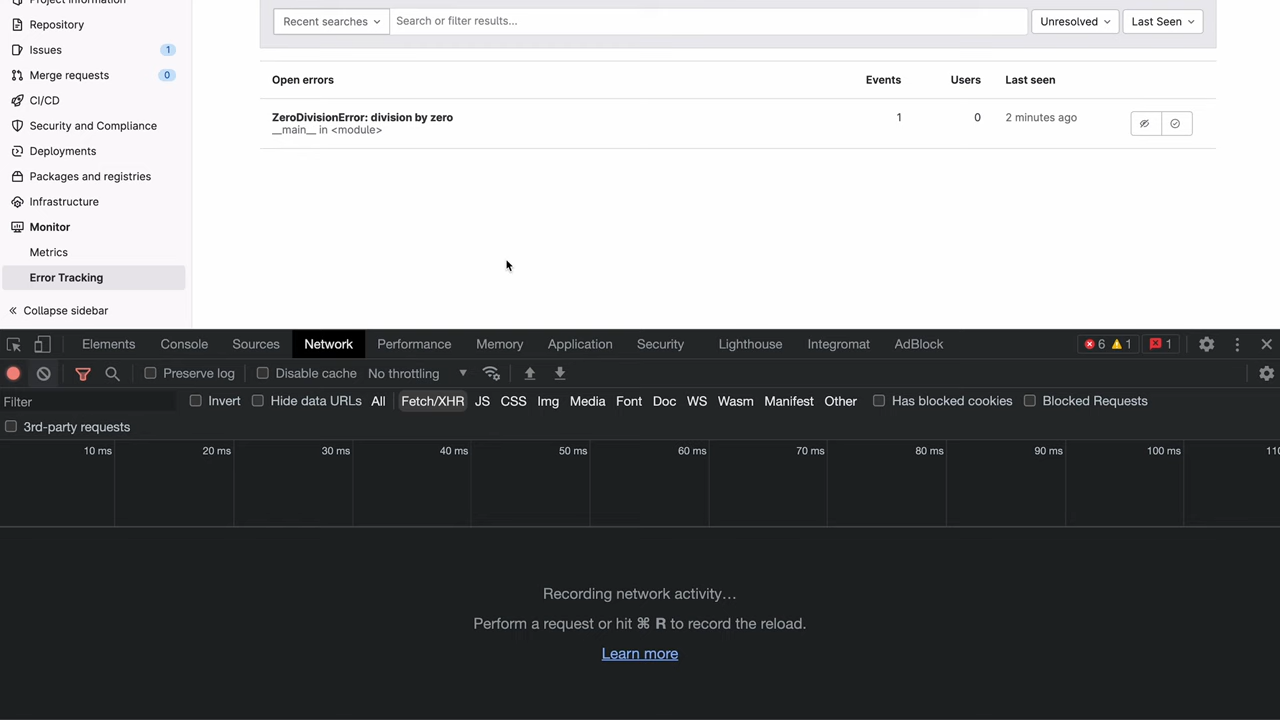 Project information
Repository
Issues 1
Merge requests 0
CI/CD
Security and Compliance
Deployments
Packages and registries
Infrastructure
Monitor
Metrics
Error Tracking
Collapse sidebar
Recent searches Search or filter results... Unresolved Last Seen
Open errors Events Users Last seen
ZeroDivisionError: division by zero 1 0 2 minutes ago
__main__ in <module>
Elements Console Sources Network Performance Memory Application Security Lighthouse Integromat AdBlock 6 1 1
Preserve log Disable cache No throttling
Filter Invert Hide data URLs All Fetch/XHR JS CSS Img Media Font Doc WS Wasm Manifest Other Has blocked cookies Blocked Requests
3rd-party requests
10 ms 20 ms 30 ms 40 ms 50 ms 60 ms 70 ms 80 ms 90 ms 100 ms 110
Recording network activity…
Perform a request or hit ⌘ R to record the reload.
Learn more